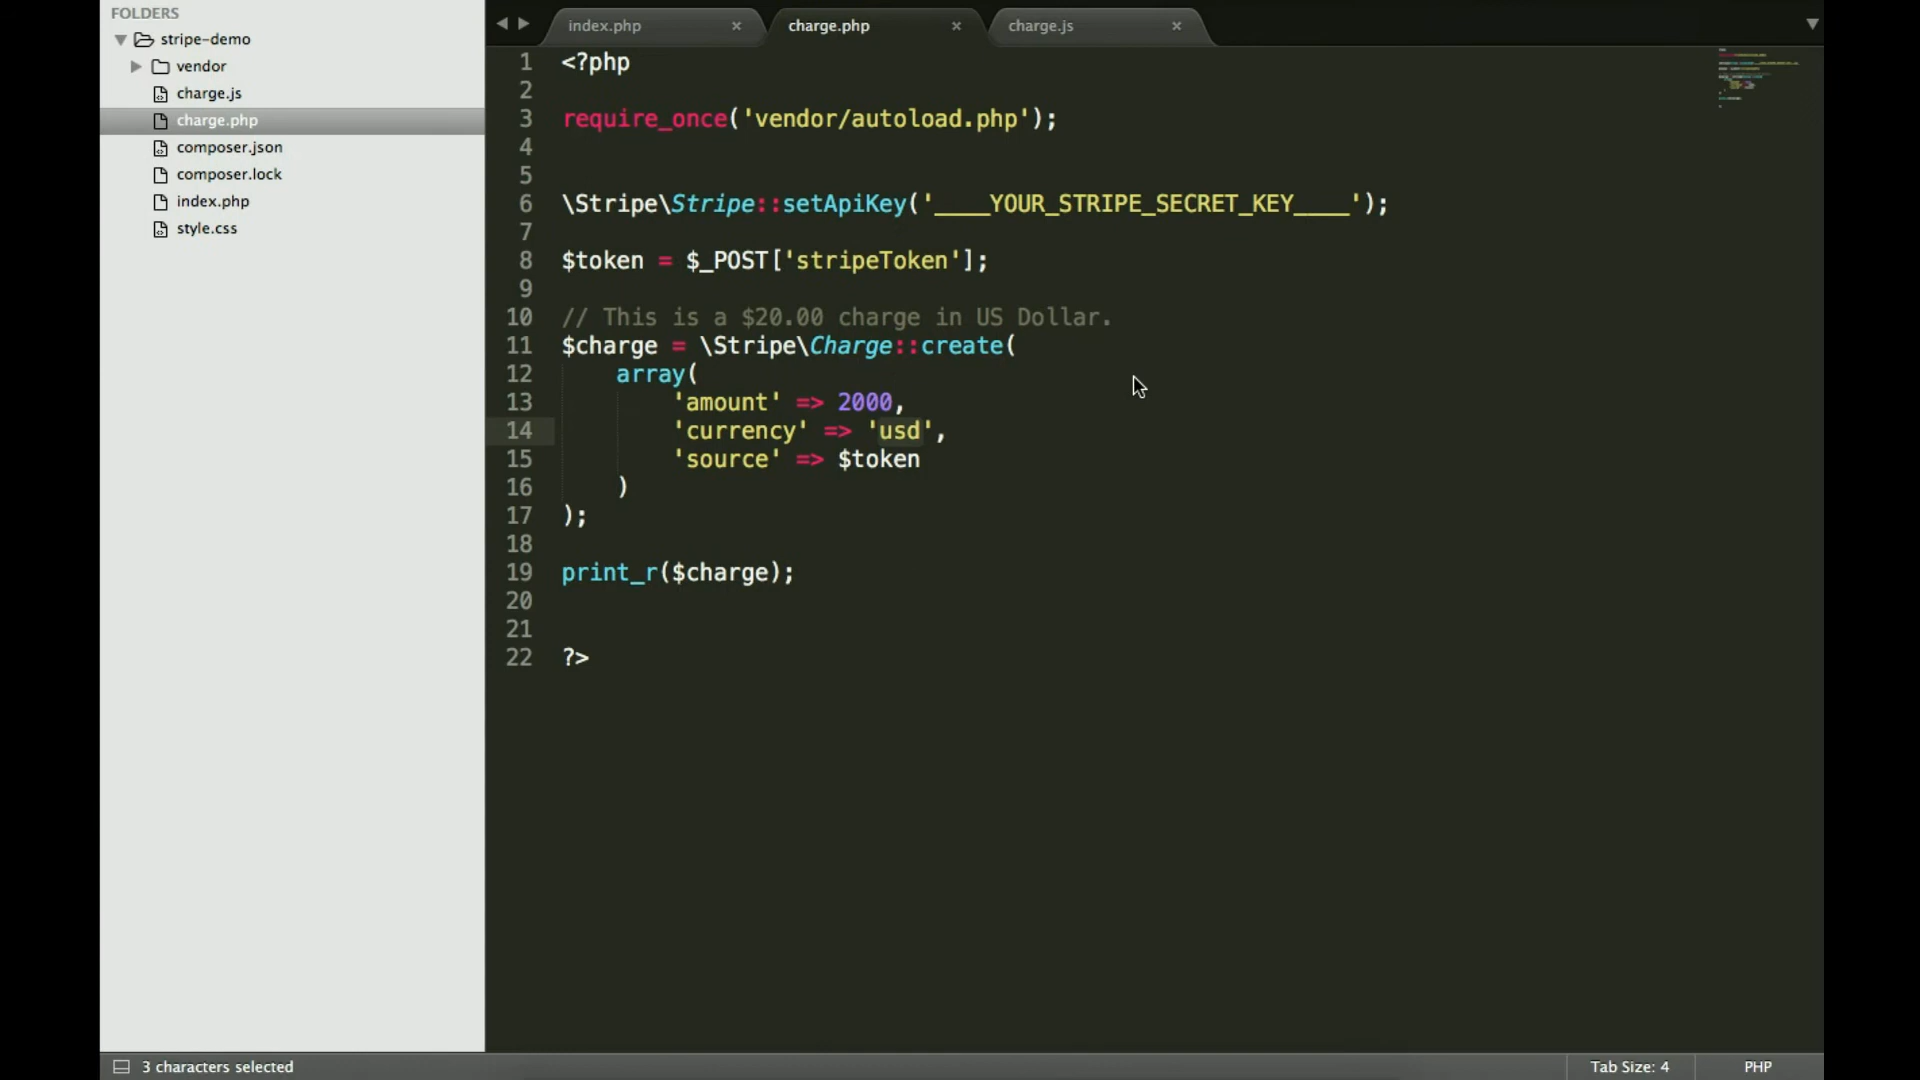 FOLDERS
stripe-demo
vendor
charge.js
charge.php
composer.json
composer.lock
index.php
style.css
index.php × charge.php × charge.js ×
1 <?php
2
3 require_once('vendor/autoload.php');
4
5
6 \Stripe\Stripe::setApiKey('____YOUR_STRIPE_SECRET_KEY____');
7
8 $token = $_POST['stripeToken'];
9
10 // This is a $20.00 charge in US Dollar.
11 $charge = \Stripe\Charge::create(
12 array(
13 'amount' => 2000,
14 'currency' => 'usd',
15 'source' => $token
16 )
17 );
18
19 print_r($charge);
20
21
22 ?>
3 characters selected Tab Size: 4 PHP